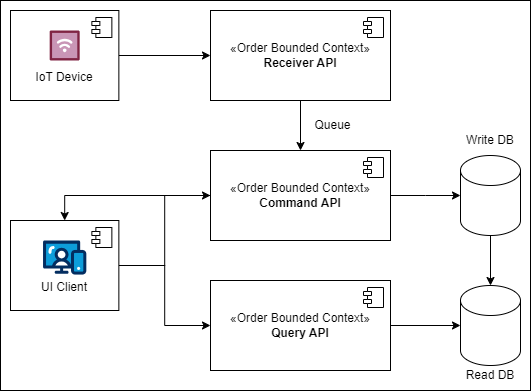 IoT Device
«Order Bounded Context»
Receiver API
Queue
Write DB
«Order Bounded Context»
Command API
UI Client
«Order Bounded Context»
Query API
Read DB